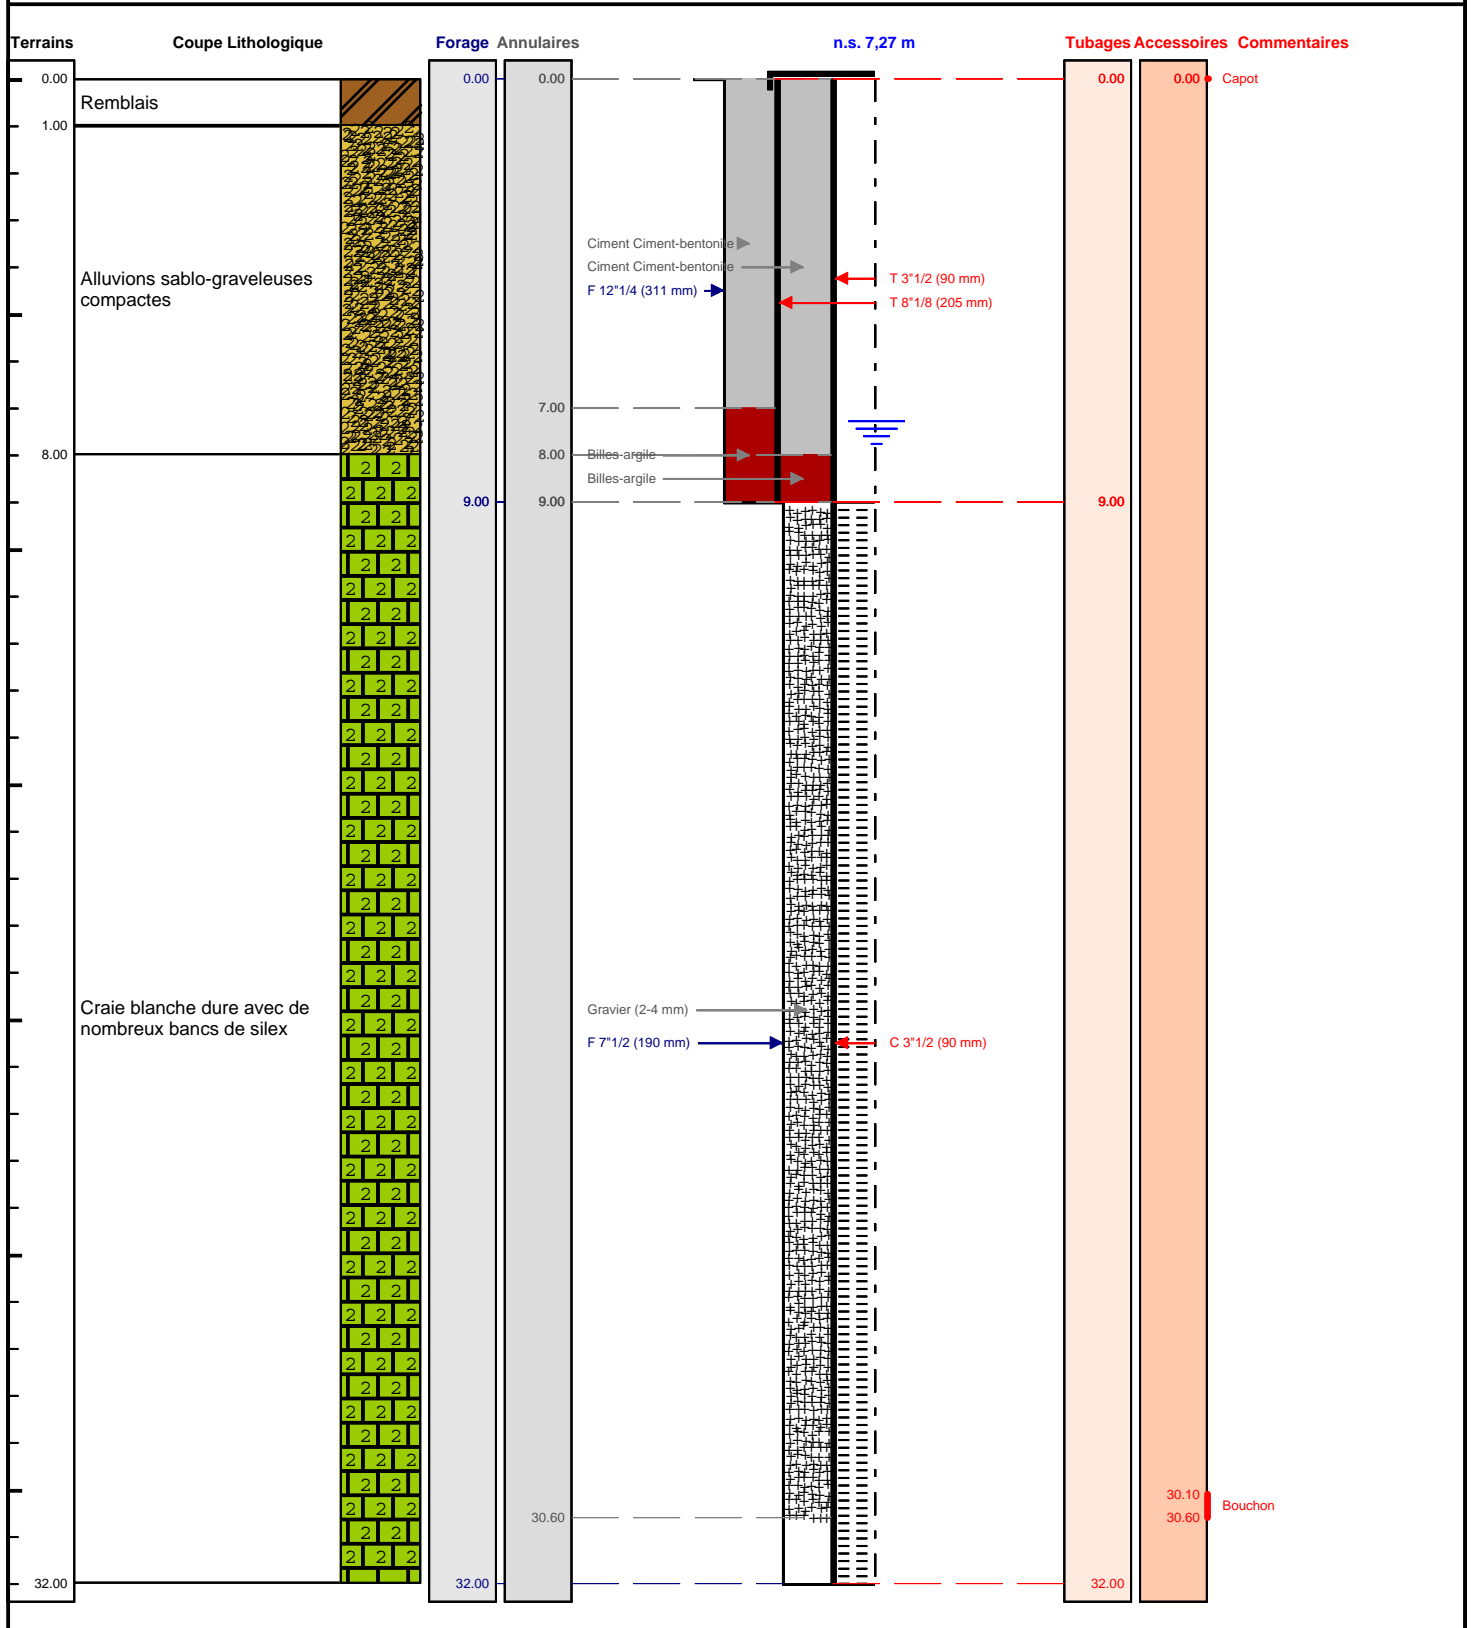 Terrains Coupe Lithologique Forage Annulaires n.s. 7,27 m Tubages Accessoires Commentaires
0.00 0.00 0.00 0.00 0.00 Capot
Remblais
1.00
Ciment Ciment-bentonite
Ciment Ciment-bentonite
Alluvions sablo-graveleuses
compactes
T 3"1/2 (90 mm)
F 12"1/4 (311 mm)
T 8"1/8 (205 mm)
7.00
8.00 8.00 Billes-argile
Billes-argile
9.00 9.00 9.00
Craie blanche dure avec de
nombreux bancs de silex
Gravier (2-4 mm)
F 7"1/2 (190 mm) C 3"1/2 (90 mm)
30.10
Bouchon
30.60 30.60
32.00 32.00 32.00